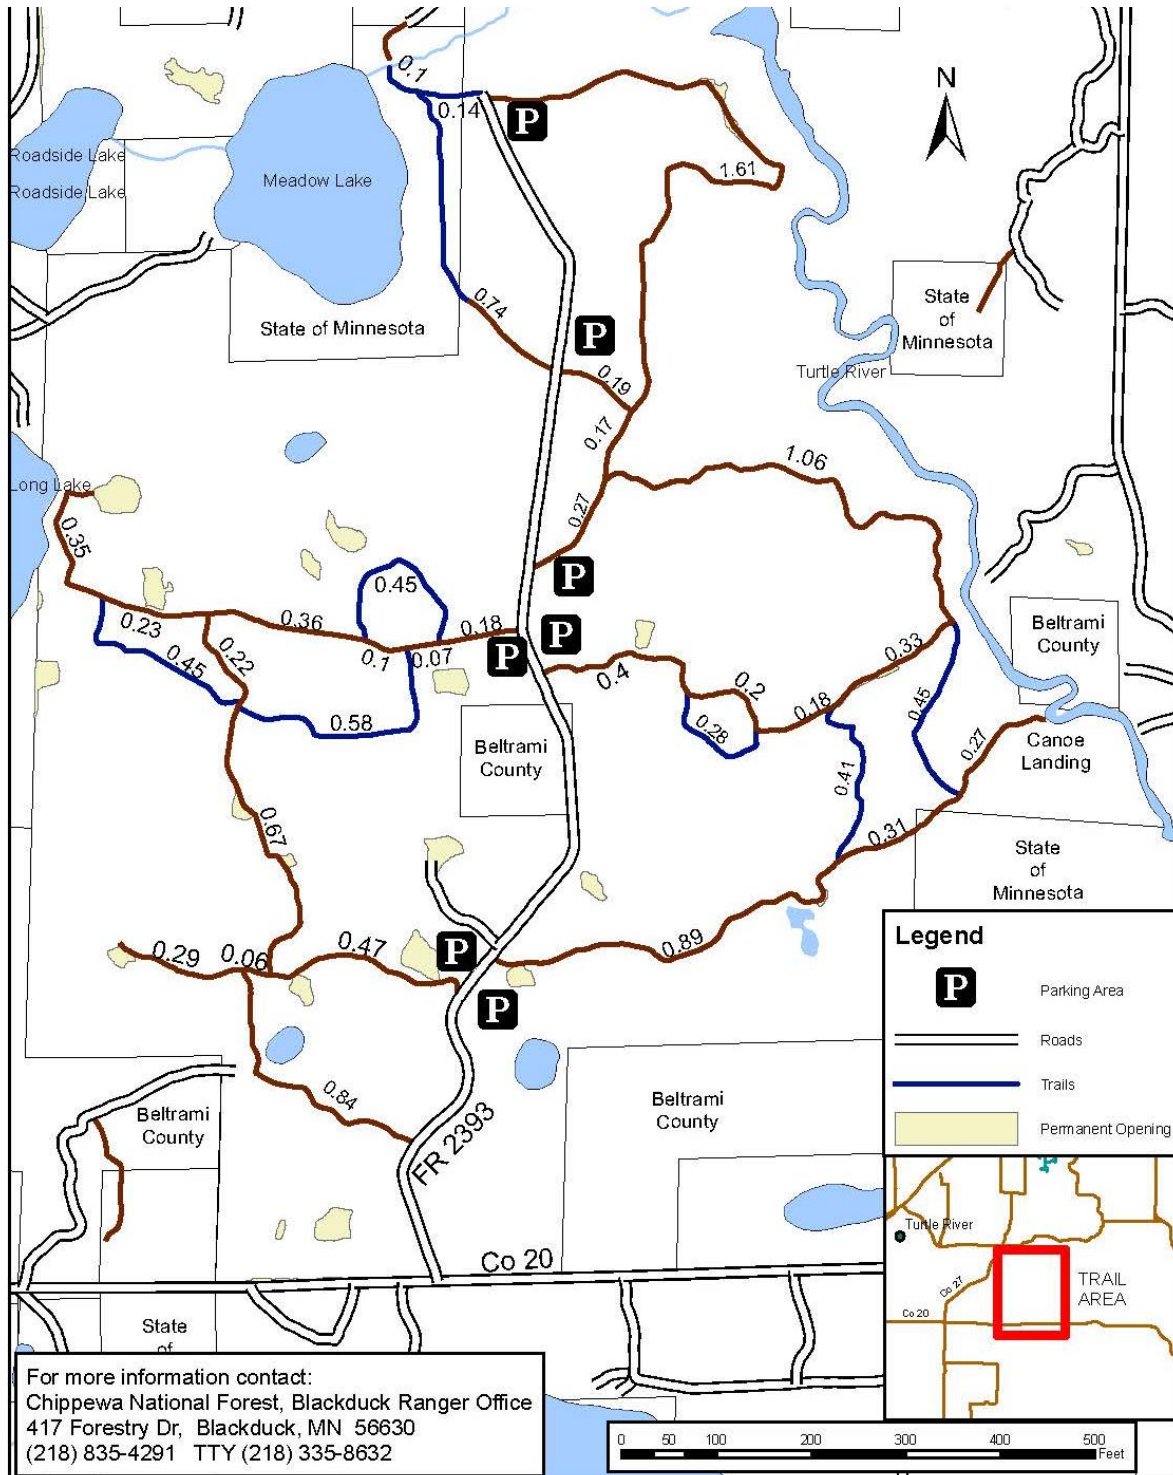 0.1
0.14
P
N
Roadside Lake
Roadside Lake
Meadow Lake
1.61
0.74
State of Minnesota
P
State
of
Minnesota
0.19
Turtle River
0.17
1.06
Long Lake
0.27
0.35
P
0.45
0.23
0.36
0.18
P
Beltrami
County
0.1
0.07
P
0.33
0.22
0.45
0.4
0.2
0.18
0.45
0.28
0.58
Beltrami
County
0.27
Canoe
Landing
0.41
0.67
0.31
State
of
Minnesota
0.89
0.29
0.06
0.47
P
P
0.84
Beltrami
County
FR 2393
Beltrami
County
Co 20
State
of
Legend
P
Parking Area
Roads
Trails
Permanent Opening
Turtle River
Co 27
Co 20
TRAIL
AREA
For more information contact:
Chippewa National Forest, Blackduck Ranger Office
417 Forestry Dr, Blackduck, MN 56630
(218) 835-4291 TTY (218) 335-8632
0 50 100 200 300 400 500
Feet